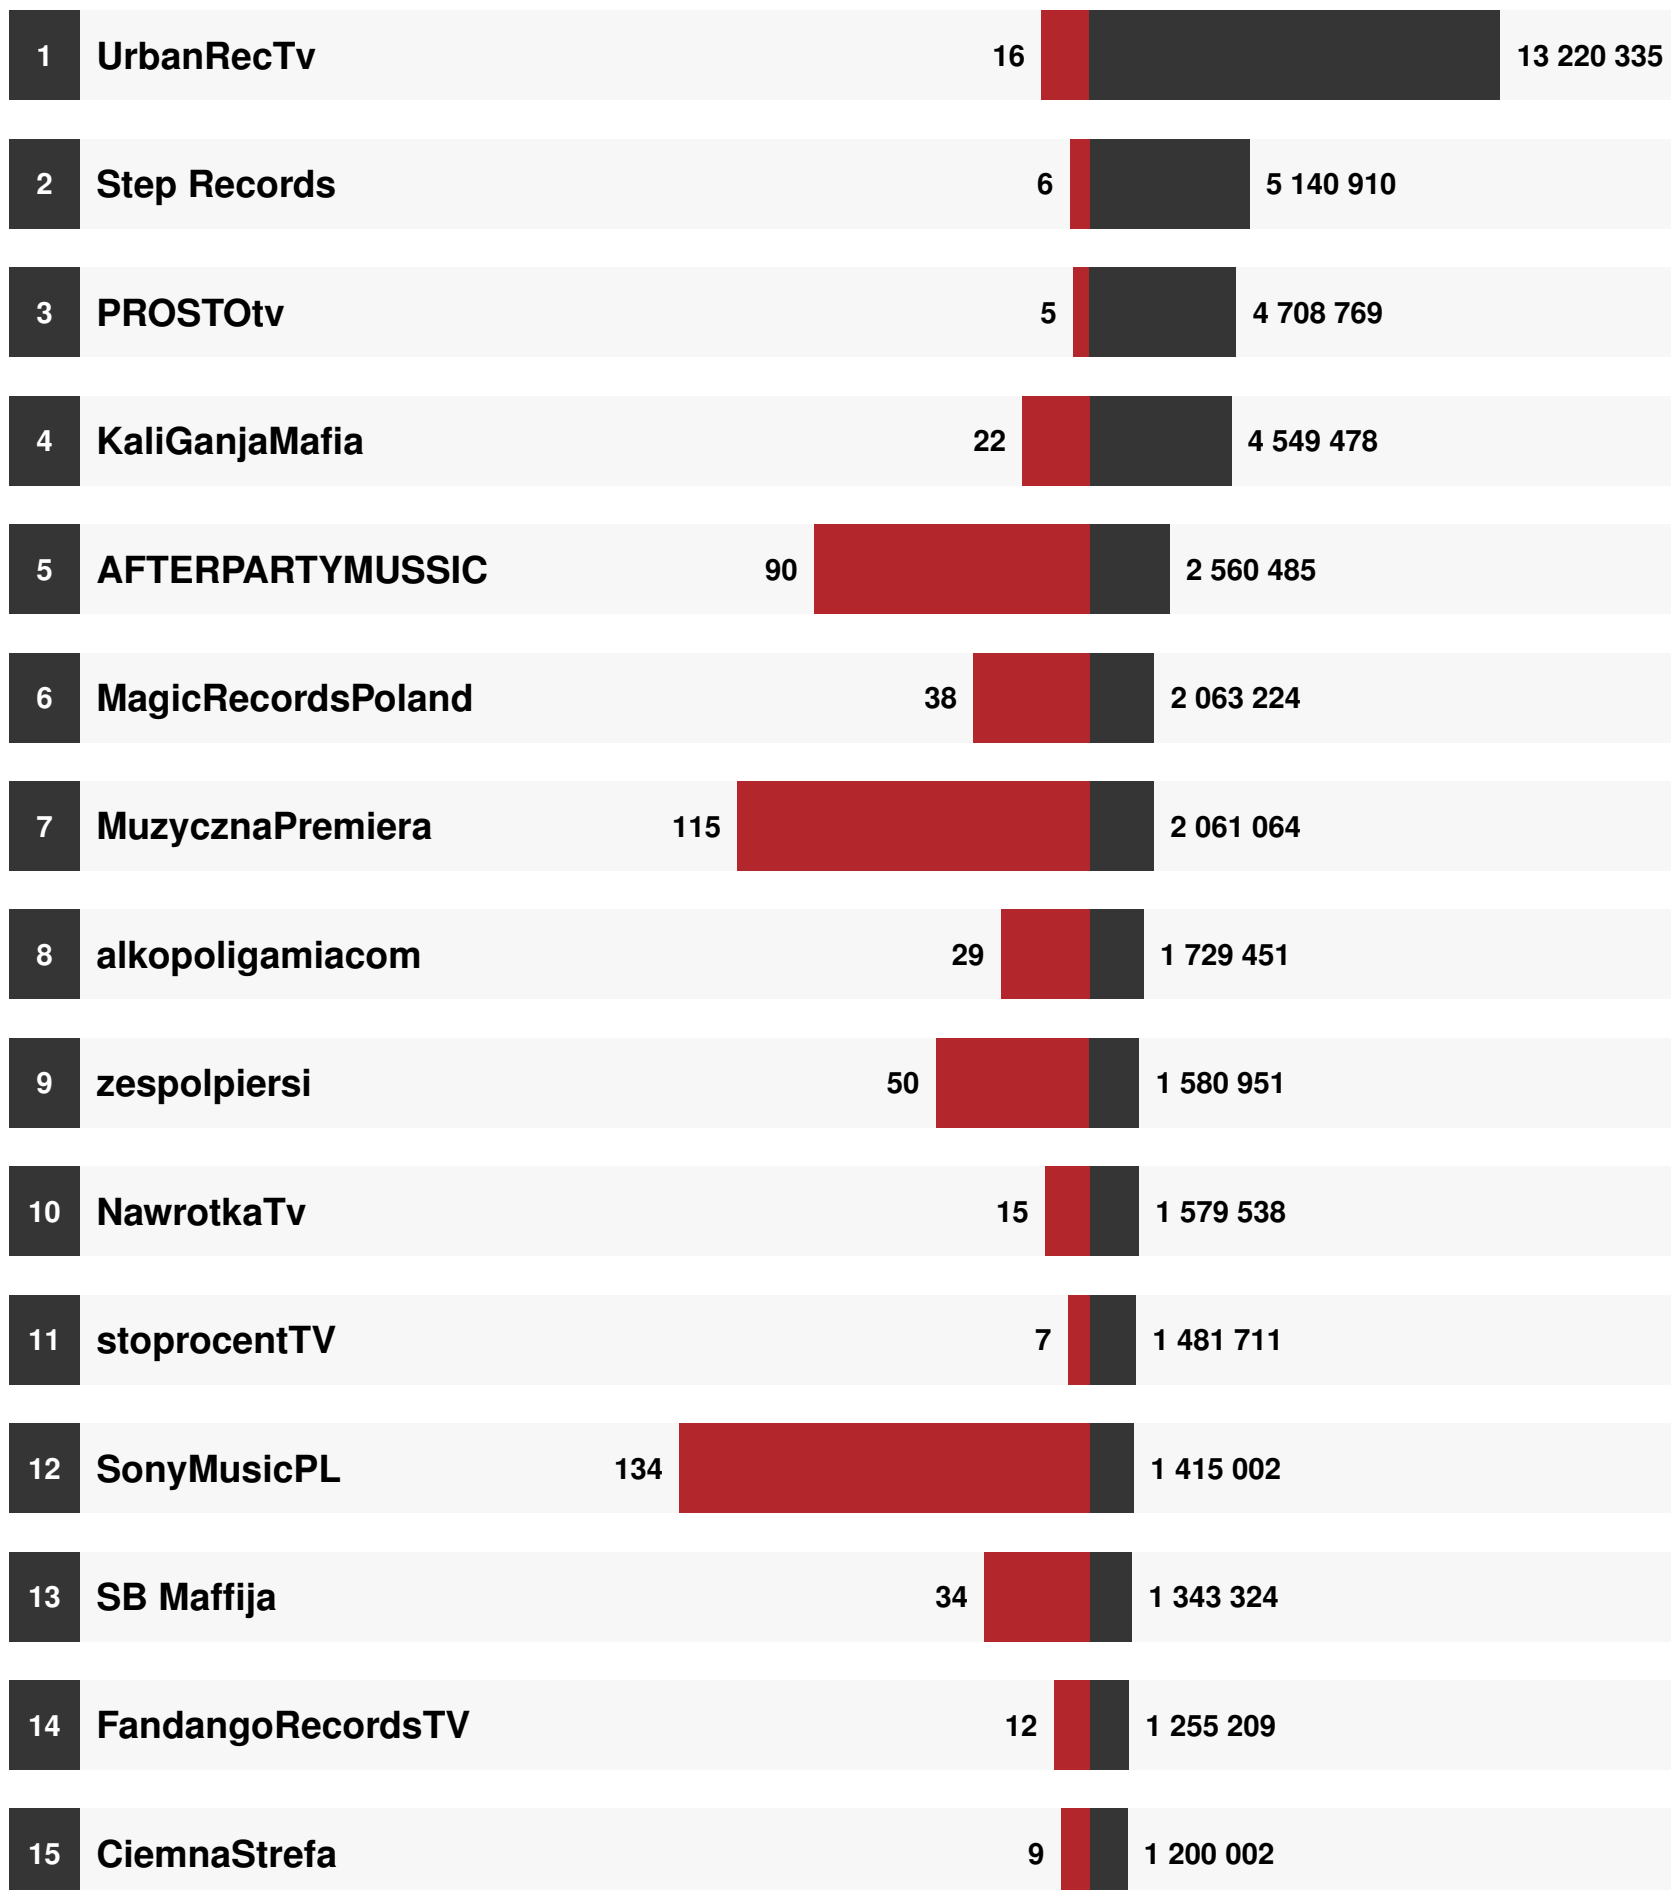 1 UrbanRecTv 16 13 220 335
2 Step Records 6 5 140 910
3 PROSTOtv 5 4 708 769
4 KaliGanjaMafia 22 4 549 478
5 AFTERPARTYMUSSIC 90 2 560 485
6 MagicRecordsPoland 38 2 063 224
7 MuzycznaPremiera 115 2 061 064
8 alkopoligamiacom 29 1 729 451
9 zespolpiersi 50 1 580 951
10 NawrotkaTv 15 1 579 538
11 stoprocentTV 7 1 481 711
12 SonyMusicPL 134 1 415 002
13 SB Maffija 34 1 343 324
14 FandangoRecordsTV 12 1 255 209
15 CiemnaStrefa 9 1 200 002